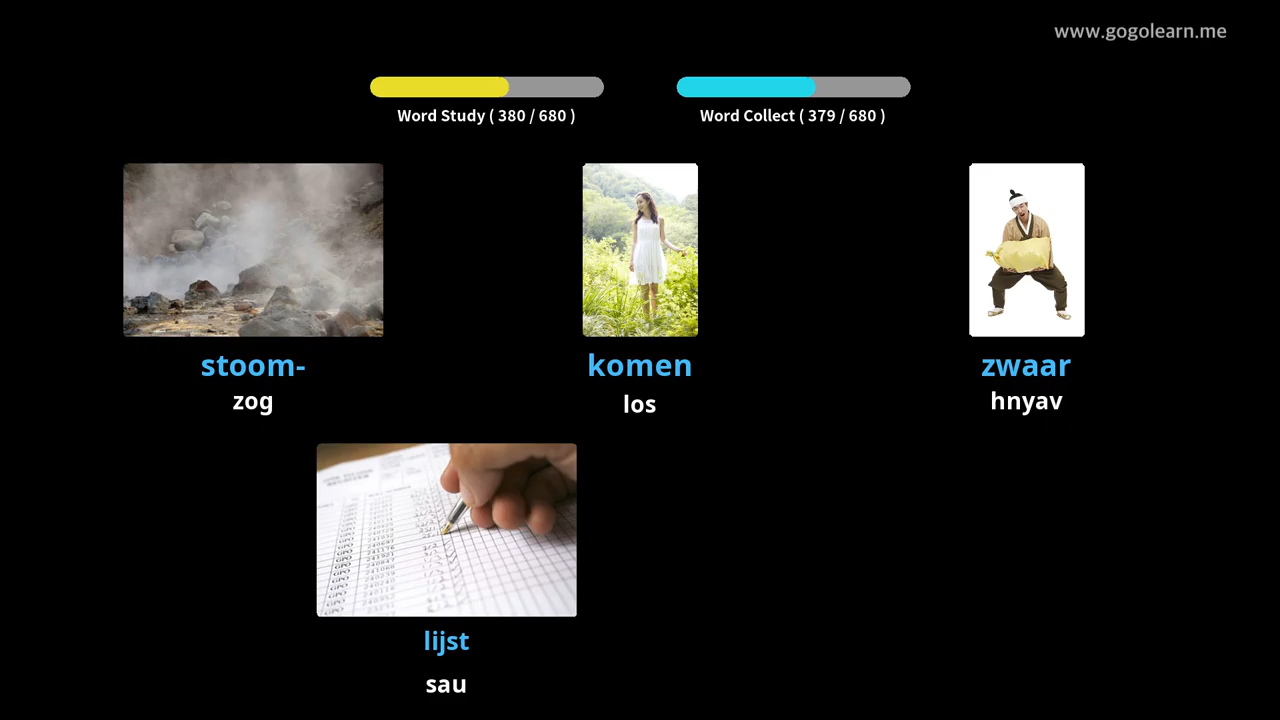 www.gogolearn.me
Word Study ( 380 / 680 )
Word Collect ( 379 / 680 )
stoom-
zog
komen
los
zwaar
hnyav
GPO
lijst
sau